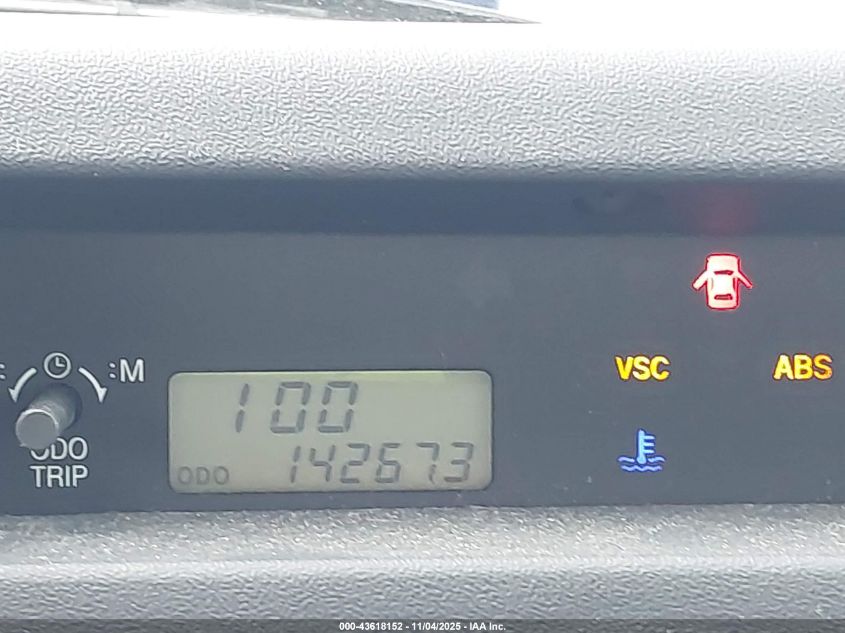 :M
ODO
TRIP
100
ODO 142673
VSC
ABS
000-43618152 - 11/04/2025 - IAA Inc.